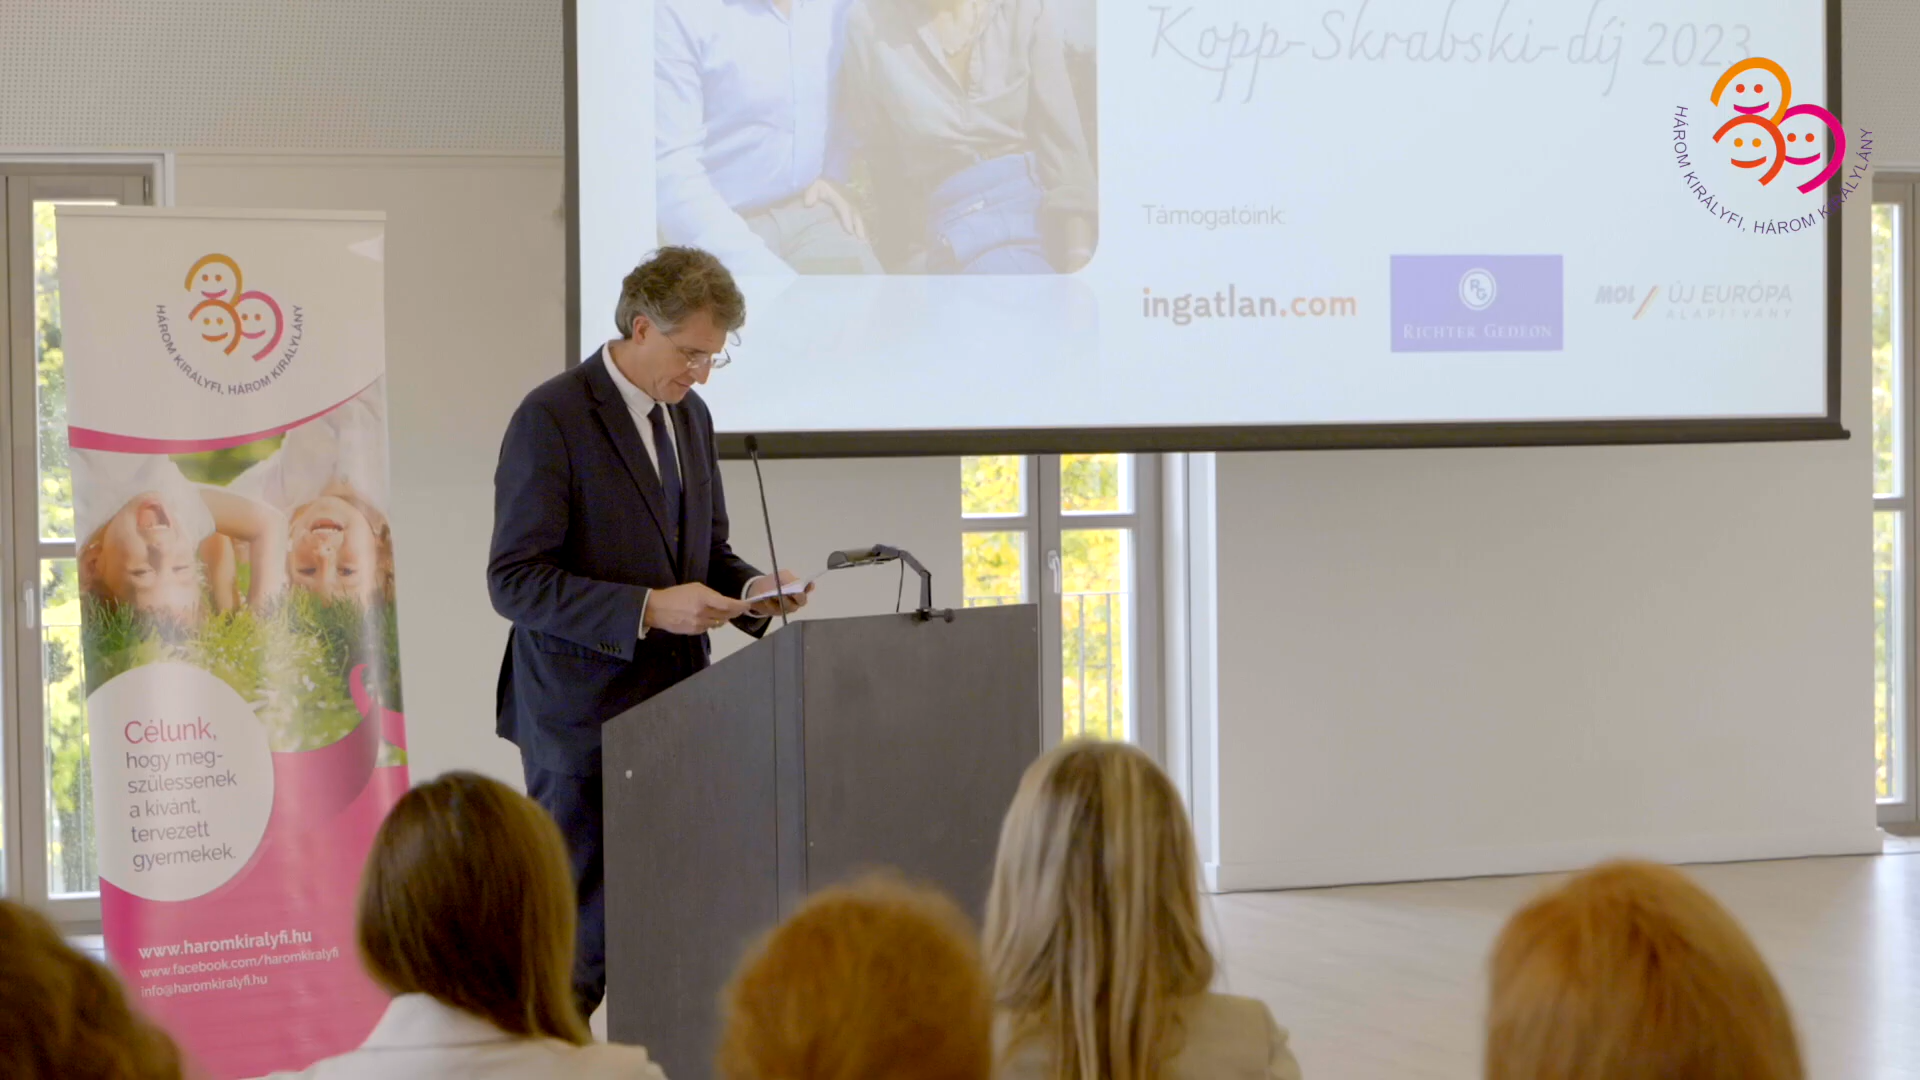 Kopp-Skrabski-díj 2023
HÁROM KIRÁLYFI, HÁROM KIRÁLYLÁNY
Támogatóink:
ingatlan.com
RG
RICHTER GEDEON
MOL / ÚJ EURÓPA
ALAPÍTVÁNY
HÁROM KIRÁLYFI, HÁROM KIRÁLYLÁNY
Célunk,
hogy meg-
szülessenek
a kívánt,
tervezett
gyermekek.
www.haromkiralyfi.hu
www.facebook.com/haromkiralyfi
info@haromkiralyfi.hu